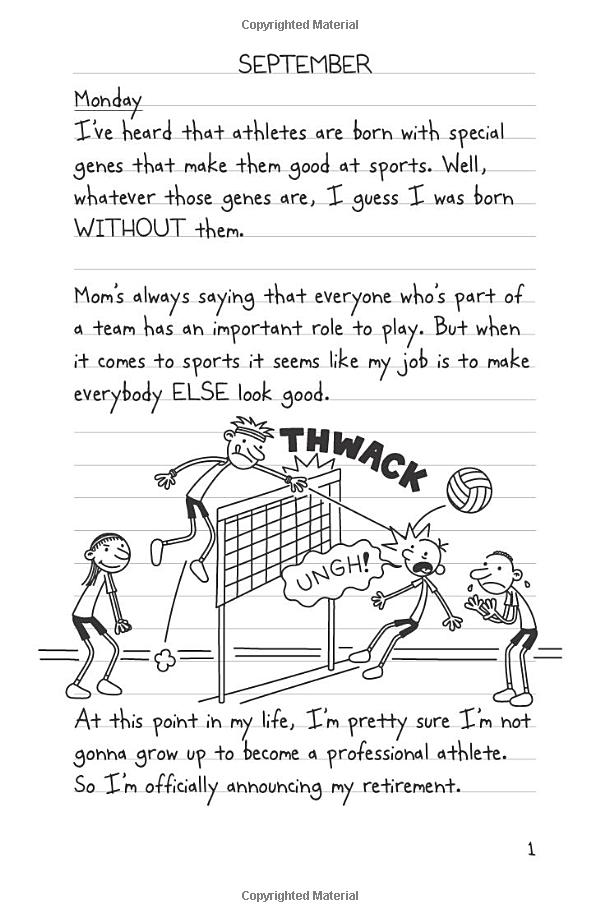 Copyrighted Material
SEPTEMBER
Monday
I've heard that athletes are born with special
genes that make them good at sports. Well,
whatever those genes are, I guess I was born
WITHOUT them.
Mom's always saying that everyone who's part of
a team has an important role to play. But when
it comes to sports it seems like my job is to make
everybody ELSE look good.
THWACK
UNGH!
At this point in my life, I'm pretty sure I'm not
gonna grow up to become a professional athlete.
So I'm officially announcing my retirement.
1
Copyrighted Material